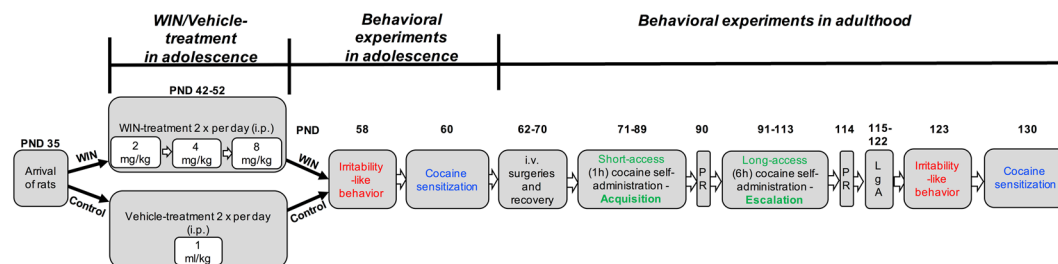 WIN/Vehicle-
treatment
in adolescence
Behavioral
experiments
in adolescence
Behavioral experiments in adulthood
PND 35
Arrival
of rats
WIN
Control
PND 42-52
WIN-treatment 2 x per day (i.p.)
2
mg/kg
4
mg/kg
8
mg/kg
Vehicle-treatment 2 x per day
(i.p.)
1
ml/kg
WIN
Control
PND
58
Irritability
-like
behavior
60
Cocaine
sensitization
62-70
i.v.
surgeries
and
recovery
71-89
Short-access
(1h) cocaine self-
administration -
Acquisition
90
P
R
91-113
Long-access
(6h) cocaine self-
administration -
Escalation
114
P
R
115-
122
L
g
A
123
Irritability
-like
behavior
130
Cocaine
sensitization